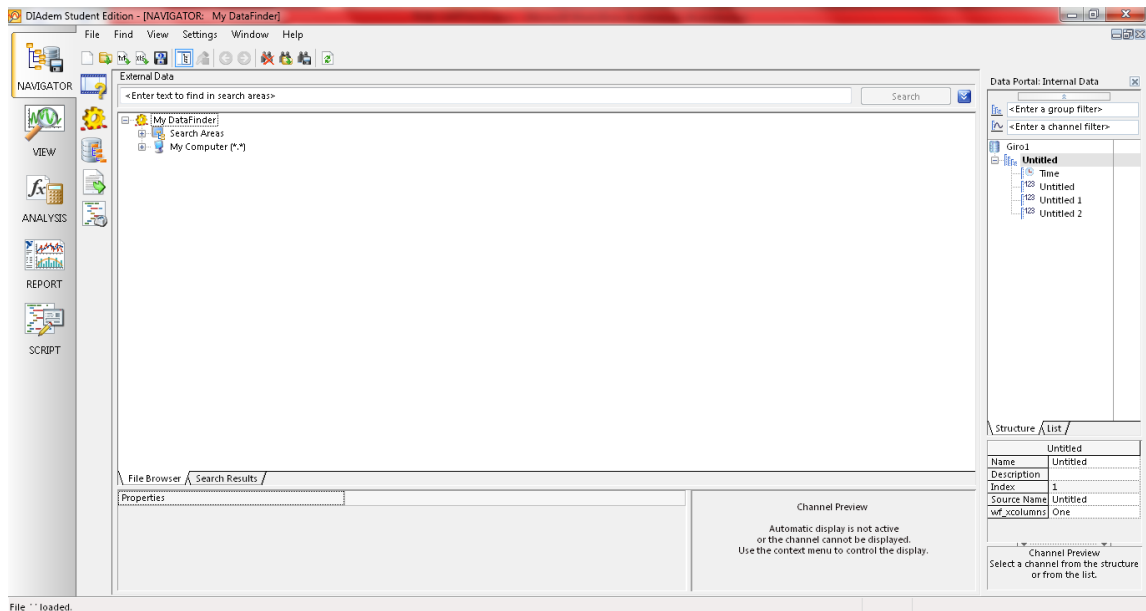 DIAdem Student Edition - [NAVIGATOR: My DataFinder]
File Find View Settings Window Help
NAVIGATOR
VIEW
ANALYSIS
REPORT
SCRIPT
External Data
<Enter text to find in search areas>
Search
My DataFinder
Search Areas
My Computer (*.*)
File Browser
Search Results
Properties
Channel Preview
Automatic display is not active
or the channel cannot be displayed.
Use the context menu to control the display.
Data Portal: Internal Data
<Enter a group filter>
<Enter a channel filter>
Giro1
Untitled
Time
123 Untitled
123 Untitled 1
123 Untitled 2
Structure List
Untitled
Name Untitled
Description
Index 1
Source Name Untitled
wf_xcolumns One
Channel Preview
Select a channel from the structure
or from the list.
File '' loaded.